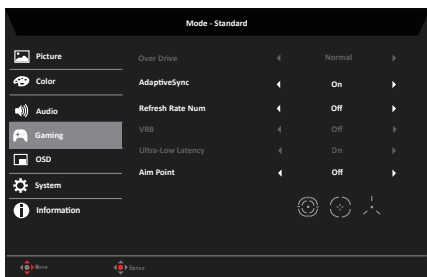 Mode - Standard
Picture
Over Drive Normal
Color
AdaptiveSync On
Audio
Refresh Rate Num Off
Gaming
VRB Off
Ultra-Low Latency On
OSD
Aim Point Off
System
Information
Move Enter